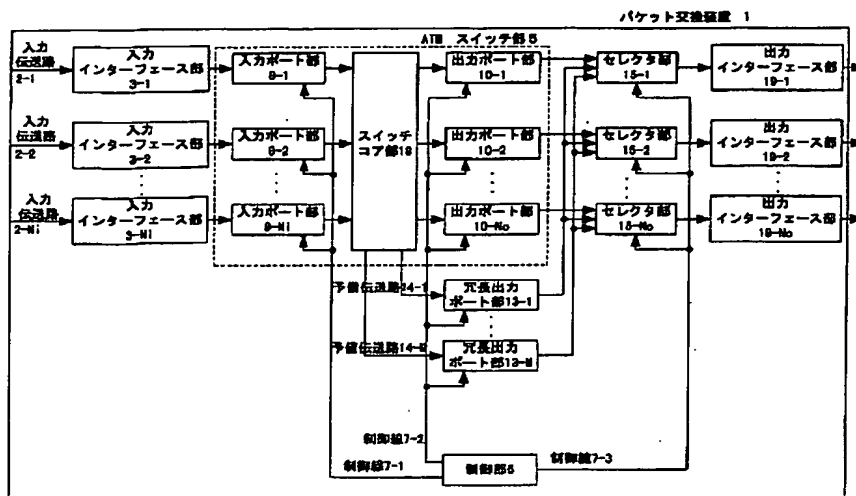 パケット交換装置 1
ATM スイッチ部 5
入力
伝送路
2-1
入力
インターフェース部
3-1
入力ポート部
9-1
出力ポート部
10-1
セレクタ部
15-1
出力
インターフェース部
19-1
入力
伝送路
2-2
入力
インターフェース部
3-2
入力ポート部
9-2
スイッチ
コア部18
出力ポート部
10-2
セレクタ部
15-2
出力
インターフェース部
19-2
入力
伝送路
2-Ni
入力
インターフェース部
3-Ni
入力ポート部
9-Ni
出力ポート部
10-No
セレクタ部
15-No
出力
インターフェース部
19-No
予備伝送路14-1
冗長出力
ポート部13-1
予備伝送路14-M
冗長出力
ポート部13-M
制御線7-2
制御線7-1
制御部6
制御線7-3